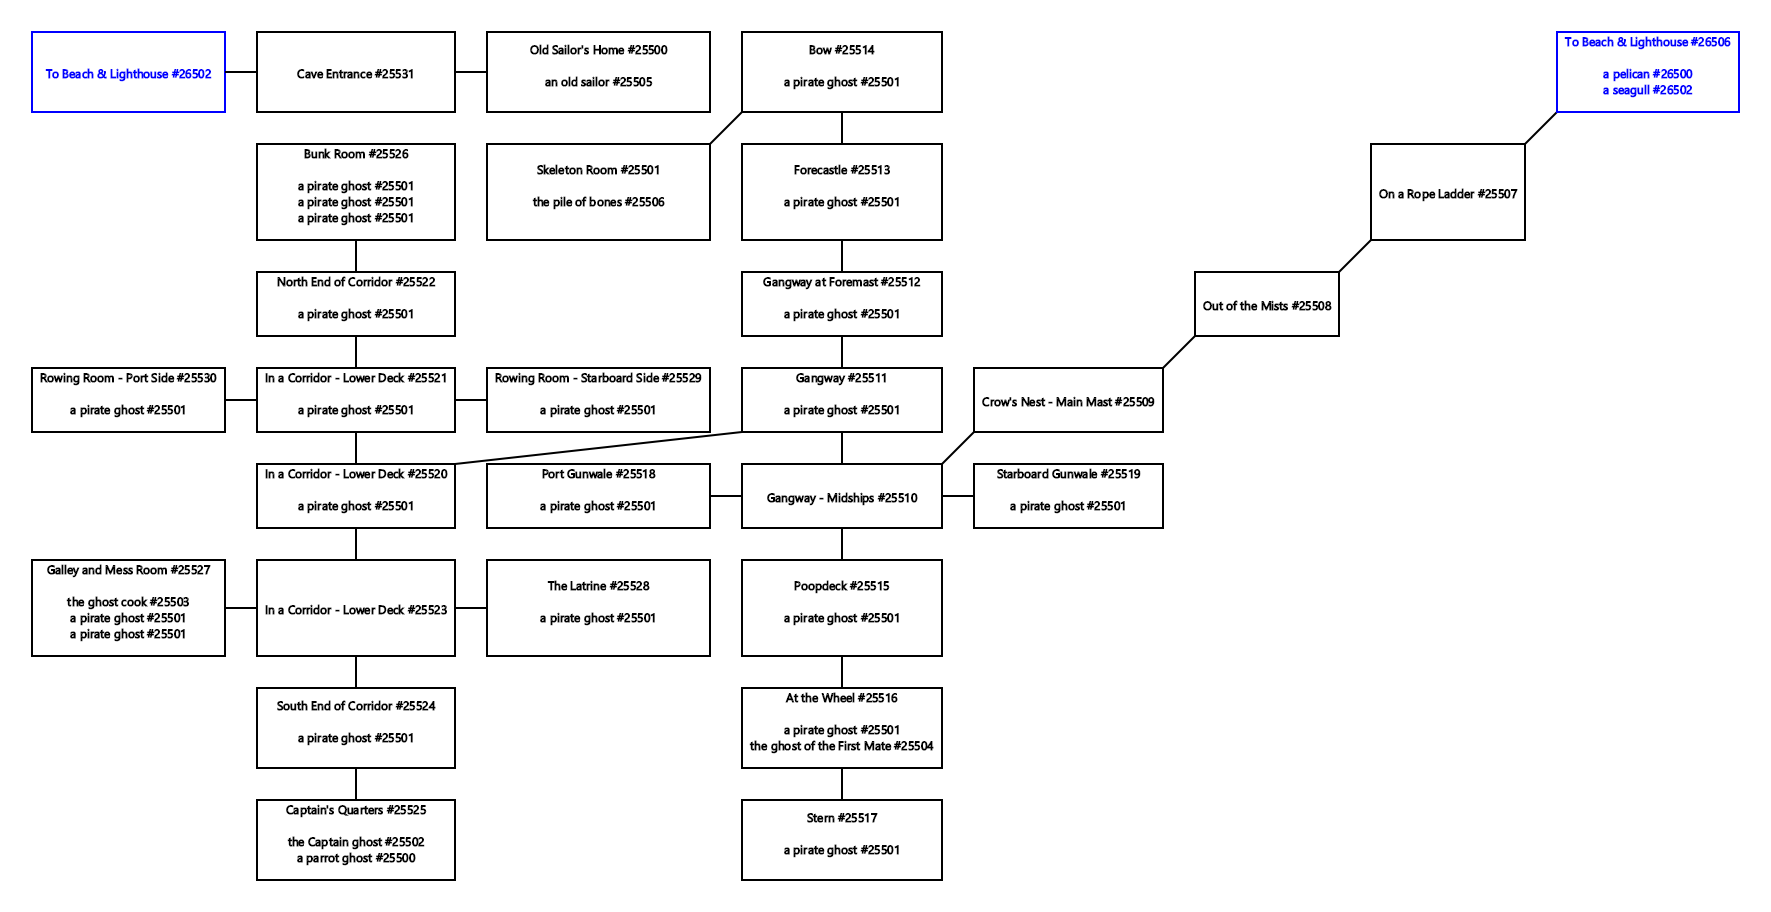 To Beach & Lighthouse #26502
Cave Entrance #25531
Old Sailor's Home #25500
an old sailor #25505
Bow #25514
a pirate ghost #25501
To Beach & Lighthouse #26506
a pelican #26500
a seagull #26502
Bunk Room #25526
a pirate ghost #25501
a pirate ghost #25501
a pirate ghost #25501
Skeleton Room #25501
the pile of bones #25506
Forecastle #25513
a pirate ghost #25501
On a Rope Ladder #25507
North End of Corridor #25522
a pirate ghost #25501
Gangway at Foremast #25512
a pirate ghost #25501
Out of the Mists #25508
Rowing Room - Port Side #25530
a pirate ghost #25501
In a Corridor - Lower Deck #25521
a pirate ghost #25501
Rowing Room - Starboard Side #25529
a pirate ghost #25501
Gangway #25511
a pirate ghost #25501
Crow's Nest - Main Mast #25509
In a Corridor - Lower Deck #25520
a pirate ghost #25501
Port Gunwale #25518
a pirate ghost #25501
Gangway - Midships #25510
Starboard Gunwale #25519
a pirate ghost #25501
Galley and Mess Room #25527
the ghost cook #25503
a pirate ghost #25501
a pirate ghost #25501
In a Corridor - Lower Deck #25523
The Latrine #25528
a pirate ghost #25501
Poopdeck #25515
a pirate ghost #25501
South End of Corridor #25524
a pirate ghost #25501
At the Wheel #25516
a pirate ghost #25501
the ghost of the First Mate #25504
Captain's Quarters #25525
the Captain ghost #25502
a parrot ghost #25500
Stern #25517
a pirate ghost #25501